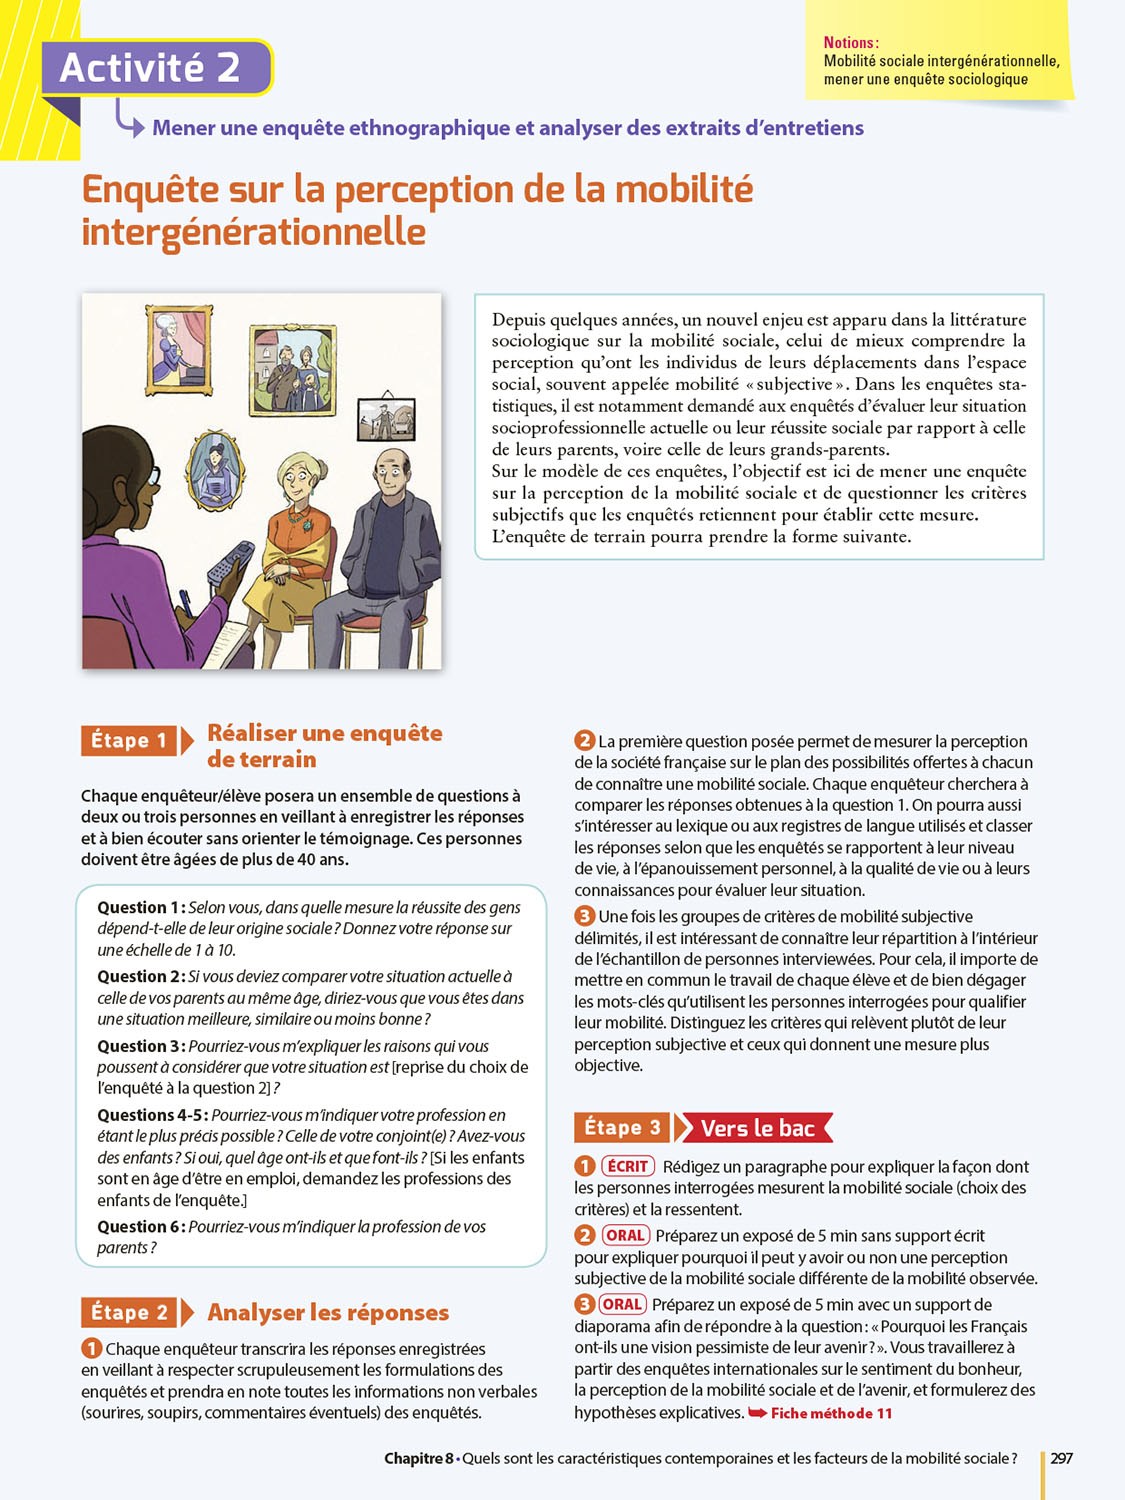 Activité 2
Notions :
Mobilité sociale intergénérationnelle,
mener une enquête sociologique
Mener une enquête ethnographique et analyser des extraits d'entretiens
Enquête sur la perception de la mobilité
intergénérationnelle
Depuis quelques années, un nouvel enjeu est apparu dans la littérature
sociologique sur la mobilité sociale, celui de mieux comprendre la
perception qu'ont les individus de leurs déplacements dans l'espace
social, souvent appelée mobilité « subjective ». Dans les enquêtes sta-
tistiques, il est notamment demandé aux enquêtés d'évaluer leur situation
socioprofessionnelle actuelle ou leur réussite sociale par rapport à celle
de leurs parents, voire celle de leurs grands-parents.
Sur le modèle de ces enquêtes, l'objectif est ici de mener une enquête
sur la perception de la mobilité sociale et de questionner les critères
subjectifs que les enquêtés retiennent pour établir cette mesure.
L'enquête de terrain pourra prendre la forme suivante.
Étape 1
Réaliser une enquête
de terrain
Chaque enquêteur/élève posera un ensemble de questions à
deux ou trois personnes en veillant à enregistrer les réponses
et à bien écouter sans orienter le témoignage. Ces personnes
doivent être âgées de plus de 40 ans.
Question 1 : Selon vous, dans quelle mesure la réussite des gens
dépend-t-elle de leur origine sociale ? Donnez votre réponse sur
une échelle de 1 à 10.
Question 2 : Si vous deviez comparer votre situation actuelle à
celle de vos parents au même âge, diriez-vous que vous êtes dans
une situation meilleure, similaire ou moins bonne ?
Question 3 : Pourriez-vous m'expliquer les raisons qui vous
poussent à considérer que votre situation est [reprise du choix de
l'enquêté à la question 2] ?
Questions 4-5 : Pourriez-vous m'indiquer votre profession en
étant le plus précis possible ? Celle de votre conjoint(e) ? Avez-vous
des enfants ? Si oui, quel âge ont-ils et que font-ils ? [Si les enfants
sont en âge d'être en emploi, demandez les professions des
enfants de l'enquête.]
Question 6 : Pourriez-vous m'indiquer la profession de vos
parents ?
Étape 2
Analyser les réponses
1 Chaque enquêteur transcrira les réponses enregistrées
en veillant à respecter scrupuleusement les formulations des
enquêtés et prendra en note toutes les informations non verbales
(sourires, soupirs, commentaires éventuels) des enquêtés.
2 La première question posée permet de mesurer la perception
de la société française sur le plan des possibilités offertes à chacun
de connaître une mobilité sociale. Chaque enquêteur cherchera à
comparer les réponses obtenues à la question 1. On pourra aussi
s'intéresser au lexique ou aux registres de langue utilisés et classer
les réponses selon que les enquêtés se rapportent à leur niveau
de vie, à l'épanouissement personnel, à la qualité de vie ou à leurs
connaissances pour évaluer leur situation.
3 Une fois les groupes de critères de mobilité subjective
délimités, il est intéressant de connaître leur répartition à l'intérieur
de l'échantillon de personnes interviewées. Pour cela, il importe de
mettre en commun le travail de chaque élève et de bien dégager
les mots-clés qu'utilisent les personnes interrogées pour qualifier
leur mobilité. Distinguez les critères qui relèvent plutôt de leur
perception subjective et ceux qui donnent une mesure plus
objective.
Étape 3
Vers le bac
1 ÉCRIT Rédigez un paragraphe pour expliquer la façon dont
les personnes interrogées mesurent la mobilité sociale (choix des
critères) et la ressentent.
2 ORAL Préparez un exposé de 5 min sans support écrit
pour expliquer pourquoi il peut y avoir ou non une perception
subjective de la mobilité sociale différente de la mobilité observée.
3 ORAL Préparez un exposé de 5 min avec un support de
diaporama afin de répondre à la question : « Pourquoi les Français
ont-ils une vision pessimiste de leur avenir ? ». Vous travaillerez à
partir des enquêtes internationales sur le sentiment du bonheur,
la perception de la mobilité sociale et de l'avenir, et formulerez des
hypothèses explicatives. Fiche méthode 11
Chapitre 8 • Quels sont les caractéristiques contemporaines et les facteurs de la mobilité sociale ? 297